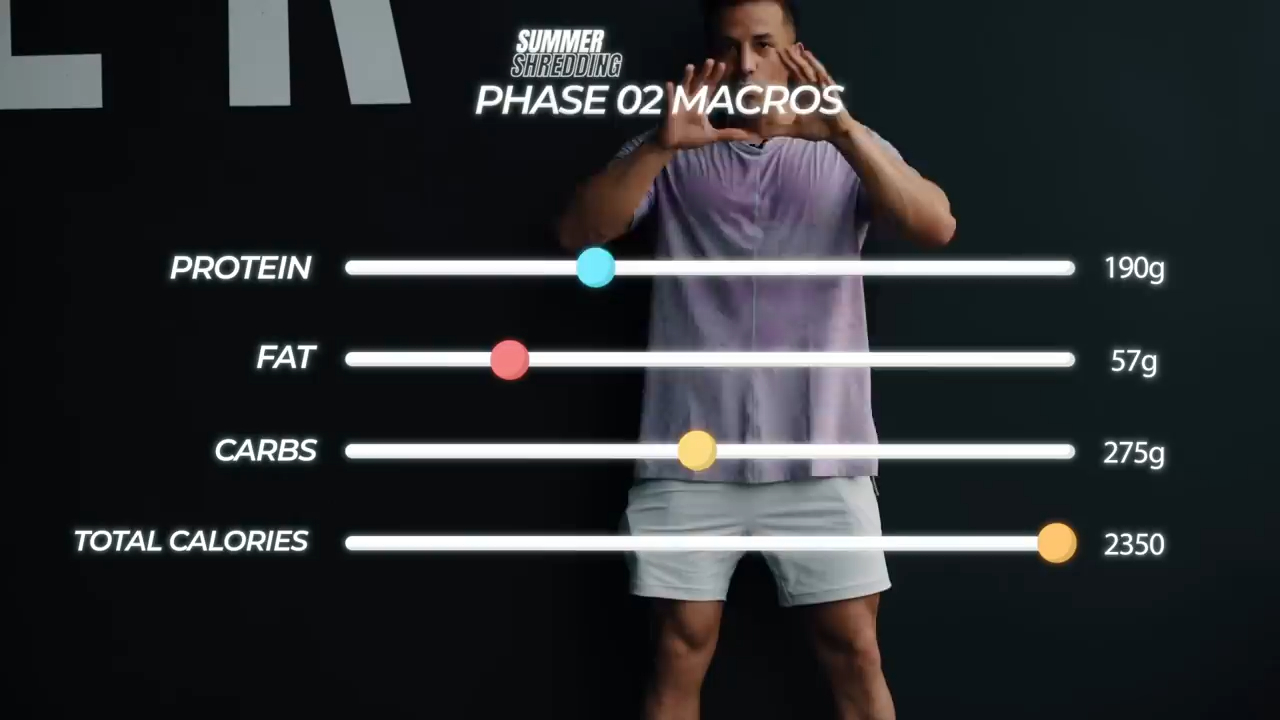 SUMMER
SHREDDING
PHASE 02 MACROS
PROTEIN 190g
FAT 57g
CARBS 275g
TOTAL CALORIES 2350